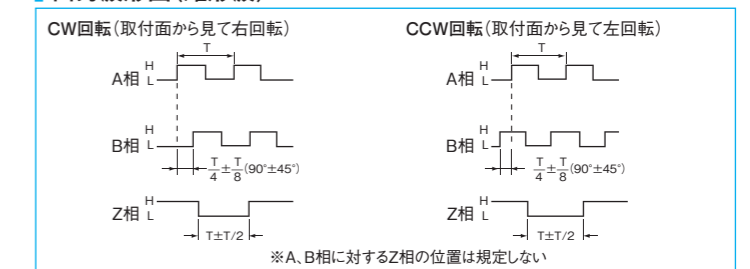 CW回転(取付面から見て右回転)
T
A相 H L
B相 H L
T/4±T/8(90°±45°)
Z相 H L
T±T/2
CCW回転(取付面から見て左回転)
T
A相 H L
B相 H L
T/4±T/8(90°±45°)
Z相 H L
T±T/2
※A、B相に対するZ相の位置は規定しない